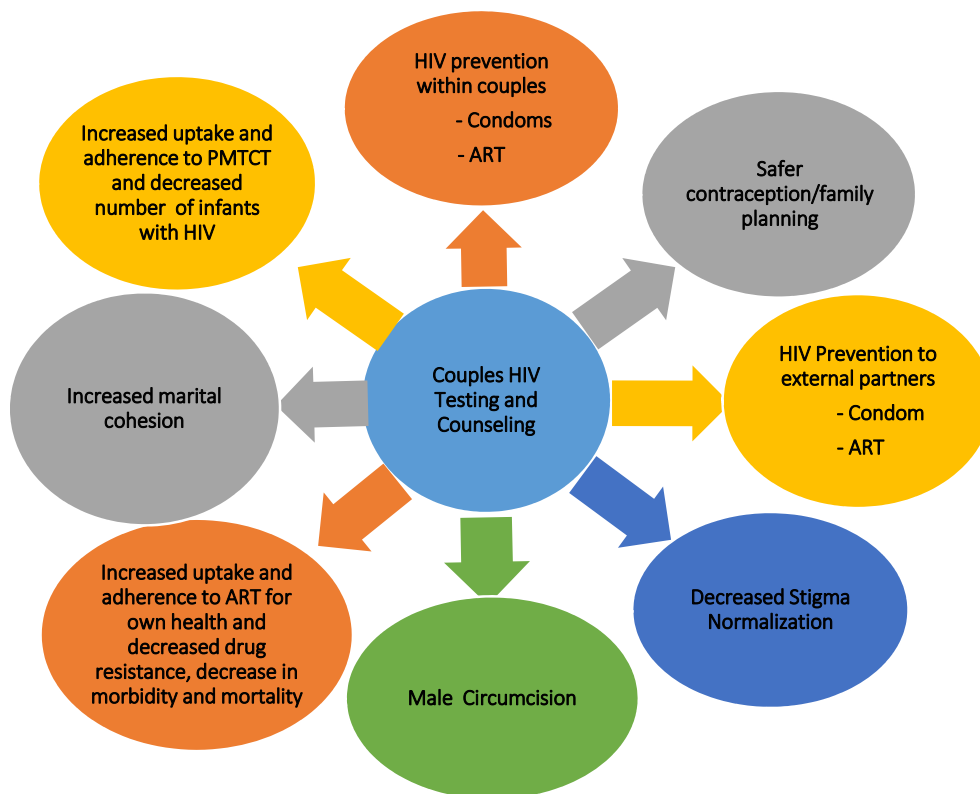 HIV prevention
within couples
- Condoms
- ART
Increased uptake and
adherence to PMTCT
and decreased
number of infants
with HIV
Safer
contraception/family
planning
Increased marital
cohesion
Couples HIV
Testing and
Counseling
HIV Prevention to
external partners
- Condom
- ART
Increased uptake and
adherence to ART for
own health and
decreased drug
resistance, decrease in
morbidity and mortality
Decreased Stigma
Normalization
Male Circumcision